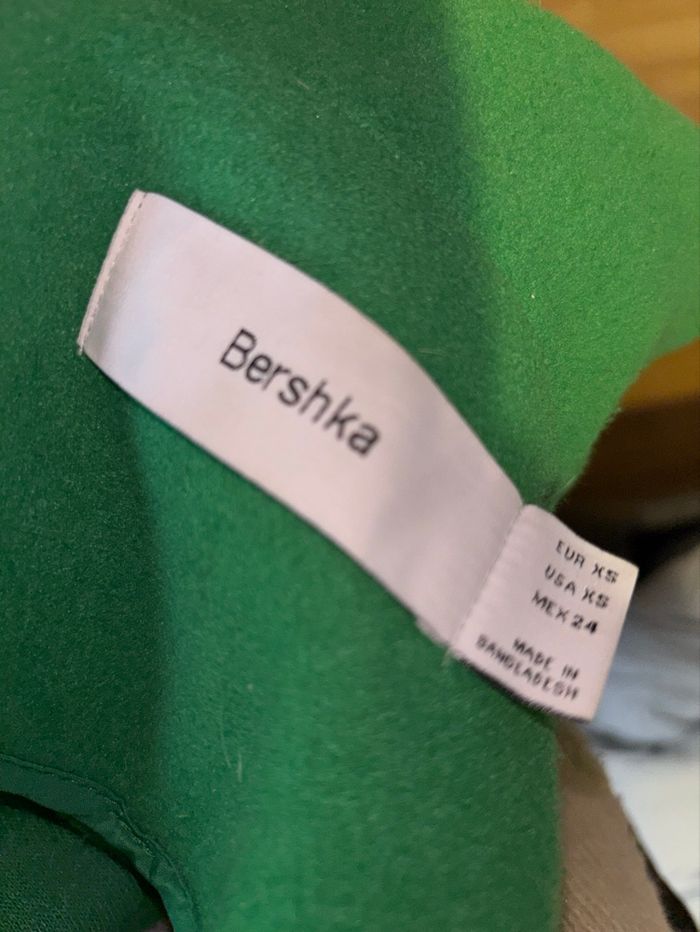 Bershka
EUR XS
USA XS
MEX 24
MADE IN
BANGLADESH